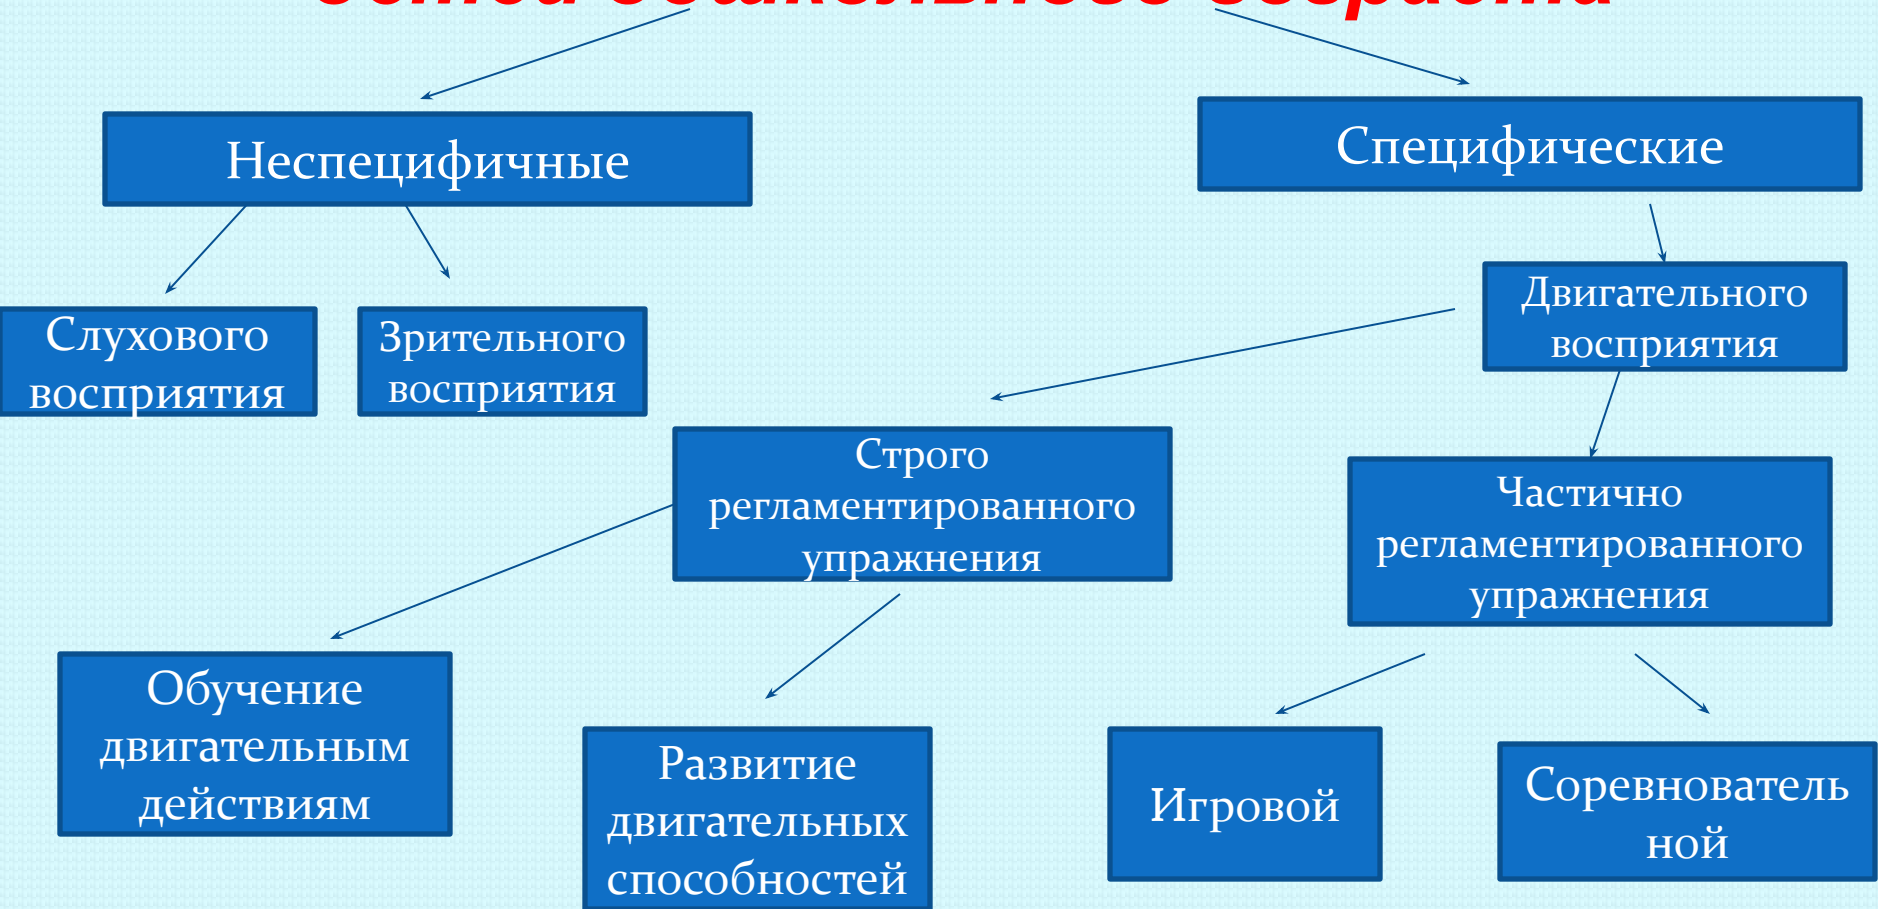 Неспецифичные
Специфические
Слухового
восприятия
Зрительного
восприятия
Двигательного
восприятия
Строго
регламентированного
упражнения
Частично
регламентированного
упражнения
Обучение
двигательным
действиям
Развитие
двигательных
способностей
Игровой
Соревнователь
ной